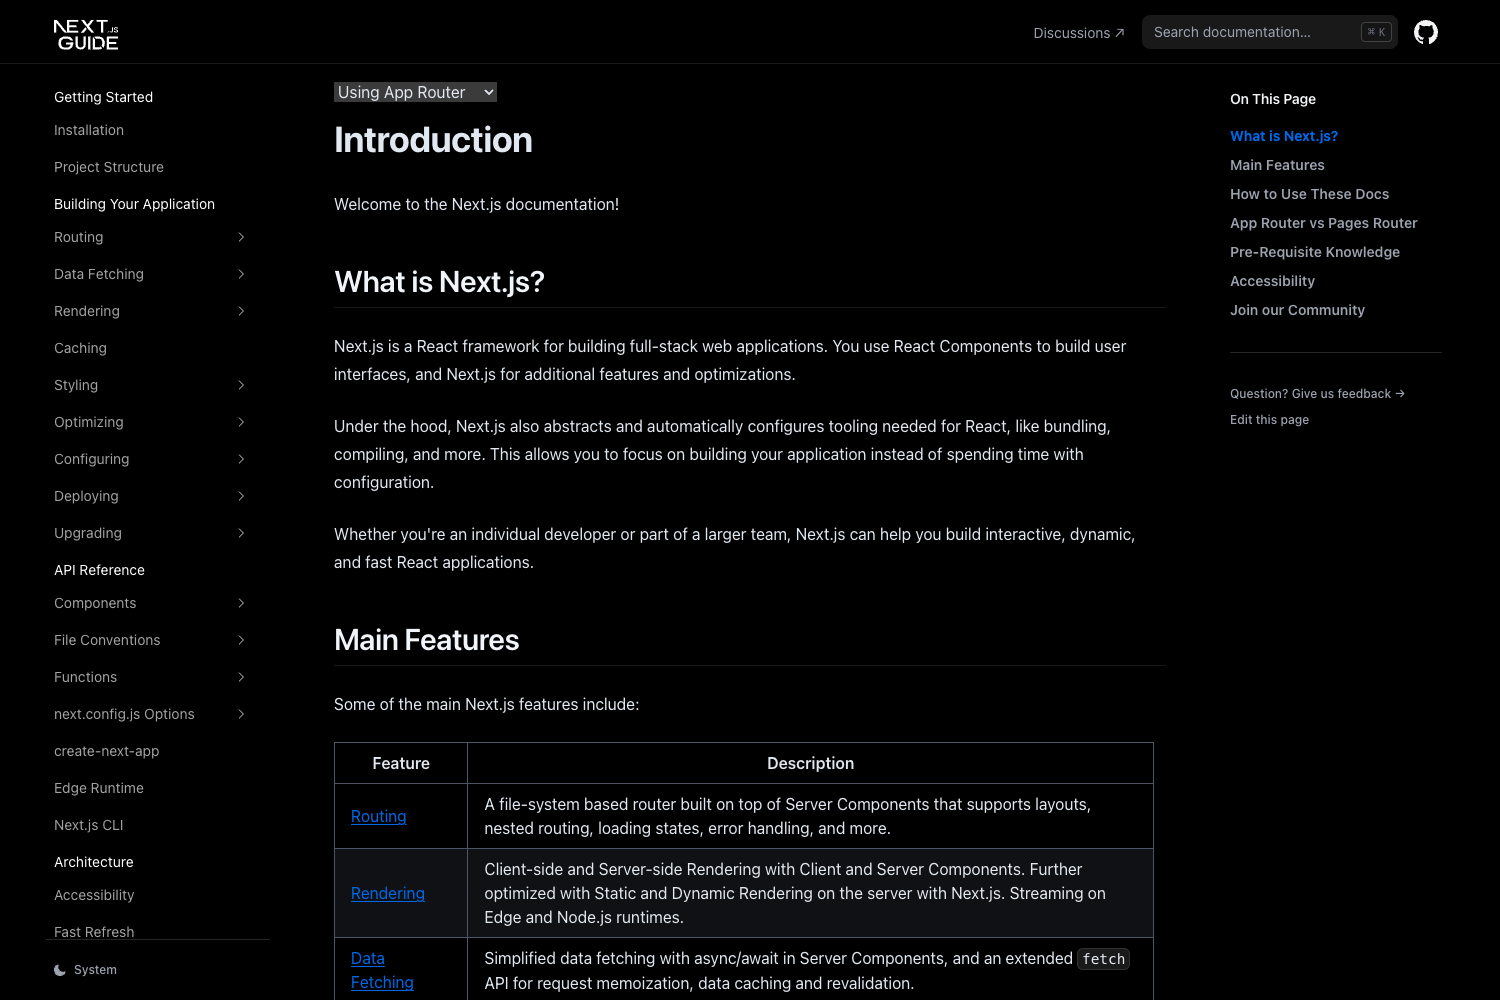 NEXT.JS
GUIDE
Discussions ↗
Search documentation...
⌘ K
Getting Started
Installation
Project Structure
Building Your Application
Routing
Data Fetching
Rendering
Caching
Styling
Optimizing
Configuring
Deploying
Upgrading
API Reference
Components
File Conventions
Functions
next.config.js Options
create-next-app
Edge Runtime
Next.js CLI
Architecture
Accessibility
Fast Refresh
System
Using App Router
Introduction
Welcome to the Next.js documentation!
What is Next.js?
Next.js is a React framework for building full-stack web applications. You use React Components to build user
interfaces, and Next.js for additional features and optimizations.
Under the hood, Next.js also abstracts and automatically configures tooling needed for React, like bundling,
compiling, and more. This allows you to focus on building your application instead of spending time with
configuration.
Whether you're an individual developer or part of a larger team, Next.js can help you build interactive, dynamic,
and fast React applications.
Main Features
Some of the main Next.js features include:
Feature Description
Routing
A file-system based router built on top of Server Components that supports layouts,
nested routing, loading states, error handling, and more.
Rendering
Client-side and Server-side Rendering with Client and Server Components. Further
optimized with Static and Dynamic Rendering on the server with Next.js. Streaming on
Edge and Node.js runtimes.
Data
Fetching
Simplified data fetching with async/await in Server Components, and an extended fetch
API for request memoization, data caching and revalidation.
On This Page
What is Next.js?
Main Features
How to Use These Docs
App Router vs Pages Router
Pre-Requisite Knowledge
Accessibility
Join our Community
Question? Give us feedback →
Edit this page